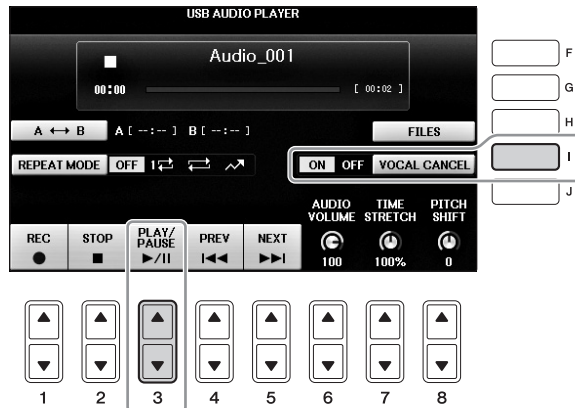 USB AUDIO PLAYER
Audio_001
00:00 [ 00:02 ]
A ↔ B A [ --:-- ] B [ --:-- ] FILES
REPEAT MODE OFF 1 ON OFF VOCAL CANCEL
AUDIO VOLUME TIME STRETCH PITCH SHIFT
REC STOP PLAY/PAUSE PREV NEXT 100 100% 0
F
G
H
I
J
1 2 3 4 5 6 7 8